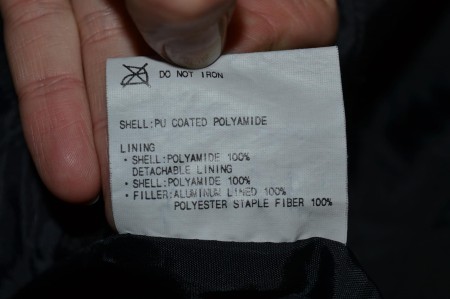 DO NOT IRON
SHELL:PU COATED POLYAMIDE
LINING
・SHELL:POLYAMIDE 100%
DETACHABLE LINING
・SHELL:POLYAMIDE 100%
・FILLER:ALUMINUM LINED 100%
POLYESTER STAPLE FIBER 100%